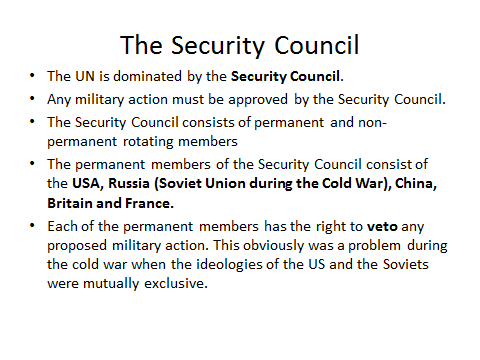 The Security Council
• The UN is dominated by the Security Council.
• Any military action must be approved by the Security Council.
• The Security Council consists of permanent and non-
permanent rotating members
• The permanent members of the Security Council consist of
the USA, Russia (Soviet Union during the Cold War), China,
Britain and France.
• Each of the permanent members has the right to veto any
proposed military action. This obviously was a problem during
the cold war when the ideologies of the US and the Soviets
were mutually exclusive.